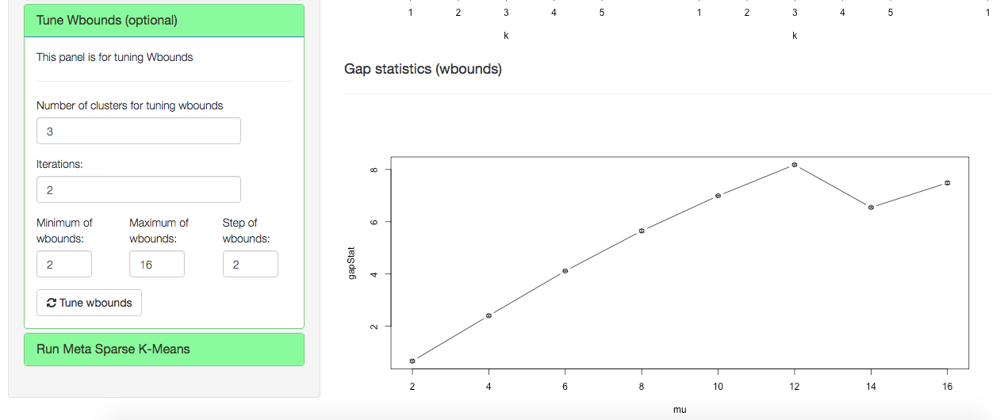 Tune Wbounds (optional)
This panel is for tuning Wbounds
Number of clusters for tuning wbounds
3
Iterations:
2
Minimum of wbounds:
Maximum of wbounds:
Step of wbounds:
2
16
2
Tune wbounds
Run Meta Sparse K-Means
1 2 3 4 5
k
1 2 3 4 5
k
1
Gap statistics (wbounds)
gapStat
8
6
4
2
2 4 6 8 10 12 14 16
mu